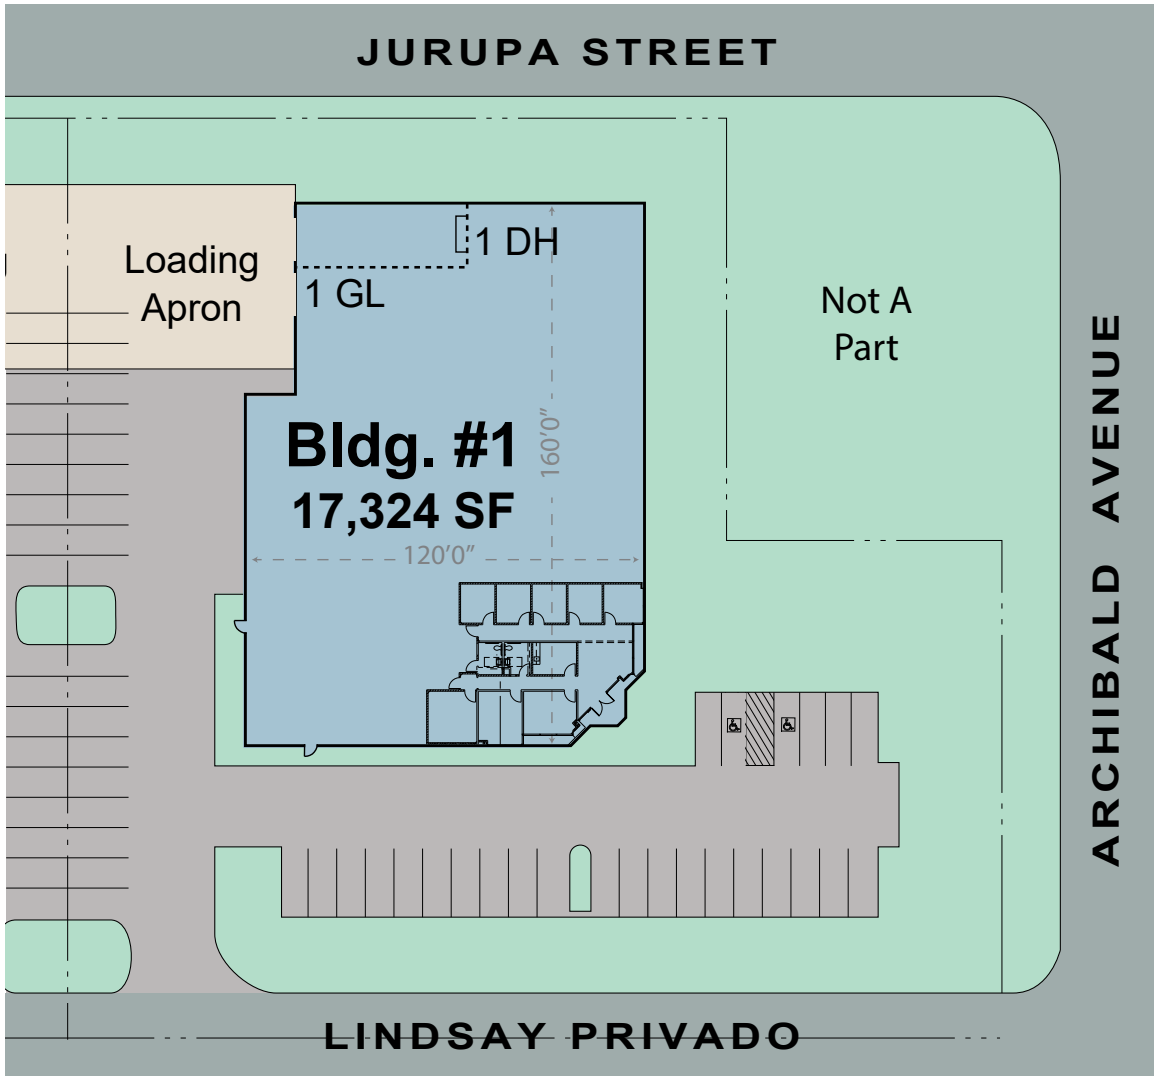 JURUPA STREET
Loading
Apron
1 DH
1 GL
Not A
Part
Bldg. #1
17,324 SF
160'0"
120'0"
ARCHIBALD AVENUE
LINDSAY PRIVADO